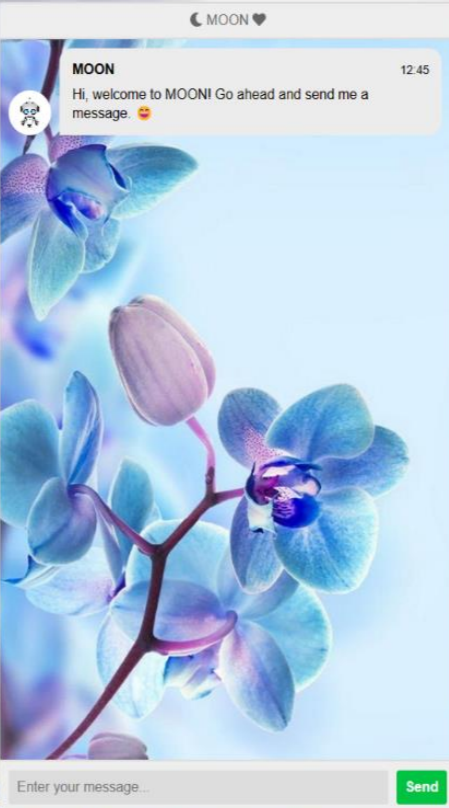 MOON
MOON 12:45
Hi, welcome to MOON! Go ahead and send me a
message. 😄
Enter your message...
Send